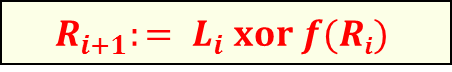 R_{i+1}:= L_i xor f(R_i)